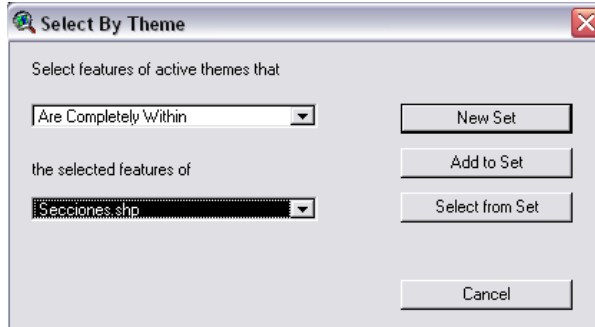 Select By Theme
Select features of active themes that
Are Completely Within
New Set
the selected features of
Add to Set
Secciones.shp
Select from Set
Cancel